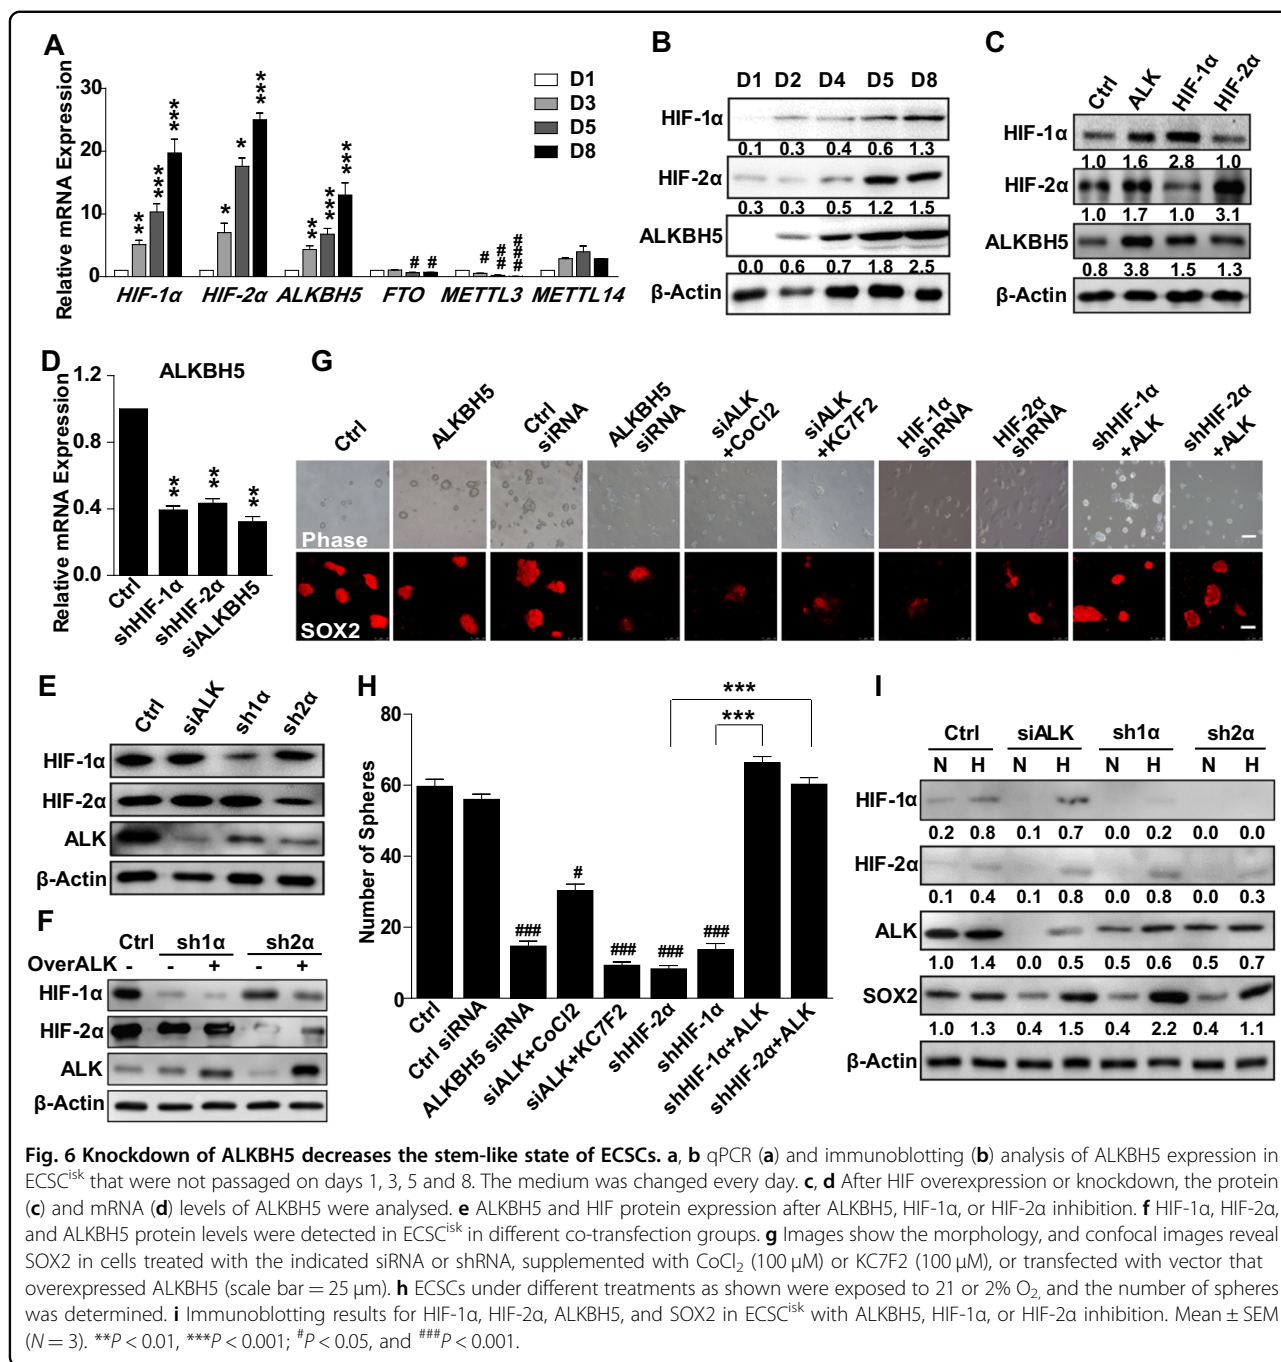 A
Relative mRNA Expression
30
20
10
0
** *** ***
* * ***
** *** ***
# #
# ## ###
HIF-1α HIF-2α ALKBH5 FTO METTL3 METTL14
D1
D3
D5
D8
B
D1 D2 D4 D5 D8
HIF-1α
0.1 0.3 0.4 0.6 1.3
HIF-2α
0.3 0.3 0.5 1.2 1.5
ALKBH5
0.0 0.6 0.7 1.8 2.5
β-Actin
C
Ctrl ALK HIF-1α HIF-2α
HIF-1α
1.0 1.6 2.8 1.0
HIF-2α
1.0 1.7 1.0 3.1
ALKBH5
0.8 3.8 1.5 1.3
β-Actin
D
ALKBH5
Relative mRNA Expression
1.2
0.8
0.4
0.0
** ** **
Ctrl shHIF-1α shHIF-2α siALKBH5
G
Ctrl
ALKBH5
Ctrl
siRNA
ALKBH5
siRNA
siALK
+CoCl2
siALK
+KC7F2
HIF-1α
shRNA
HIF-2α
shRNA
shHIF-1α
+ALK
shHIF-2α
+ALK
Phase
SOX2
E
Ctrl siALK sh1α sh2α
HIF-1α
HIF-2α
ALK
β-Actin
F
Ctrl sh1α sh2α
OverALK - - + - +
HIF-1α
HIF-2α
ALK
β-Actin
H
Number of Spheres
80
60
40
20
0
***
***
### # ### ### ###
Ctrl
Ctrl siRNA
ALKBH5 siRNA
siALK+CoCl2
siALK+KC7F2
shHIF-2α
shHIF-1α
shHIF-1α+ALK
shHIF-2α+ALK
I
Ctrl siALK sh1α sh2α
N H N H N H N H
HIF-1α
0.2 0.8 0.1 0.7 0.0 0.2 0.0 0.0
HIF-2α
0.1 0.4 0.1 0.8 0.0 0.8 0.0 0.3
ALK
1.0 1.4 0.0 0.5 0.5 0.6 0.5 0.7
SOX2
1.0 1.3 0.4 1.5 0.4 2.2 0.4 1.1
β-Actin
Fig. 6 Knockdown of ALKBH5 decreases the stem-like state of ECSCs. a, b qPCR (a) and immunoblotting (b) analysis of ALKBH5 expression in
ECSCisk that were not passaged on days 1, 3, 5 and 8. The medium was changed every day. c, d After HIF overexpression or knockdown, the protein
(c) and mRNA (d) levels of ALKBH5 were analysed. e ALKBH5 and HIF protein expression after ALKBH5, HIF-1α, or HIF-2α inhibition. f HIF-1α, HIF-2α,
and ALKBH5 protein levels were detected in ECSCisk in different co-transfection groups. g Images show the morphology, and confocal images reveal
SOX2 in cells treated with the indicated siRNA or shRNA, supplemented with CoCl2 (100 μM) or KC7F2 (100 μM), or transfected with vector that
overexpressed ALKBH5 (scale bar = 25 μm). h ECSCs under different treatments as shown were exposed to 21 or 2% O2, and the number of spheres
was determined. i Immunoblotting results for HIF-1α, HIF-2α, ALKBH5, and SOX2 in ECSCisk with ALKBH5, HIF-1α, or HIF-2α inhibition. Mean ± SEM
(N = 3). **P < 0.01, ***P < 0.001; #P < 0.05, and ###P < 0.001.